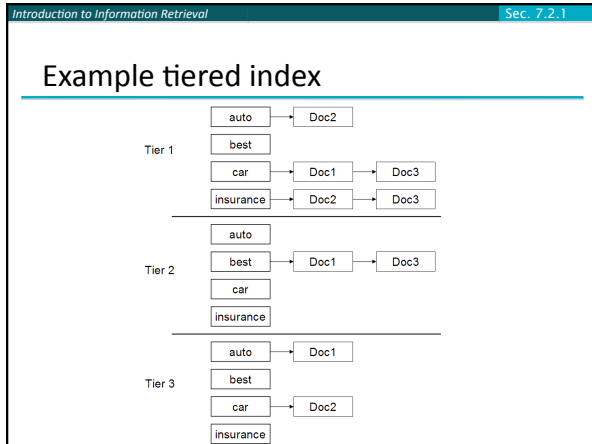 Introduction to Information Retrieval Sec. 7.2.1
Example tiered index
auto Doc2
Tier 1
best
car Doc1 Doc3
insurance Doc2 Doc3
auto
Tier 2
best Doc1 Doc3
car
insurance
auto Doc1
Tier 3
best
car Doc2
insurance